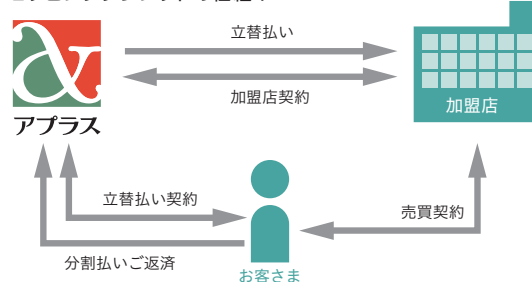 立替払い
加盟店契約
アプラス
加盟店
立替払い契約
売買契約
分割払いご返済
お客さま